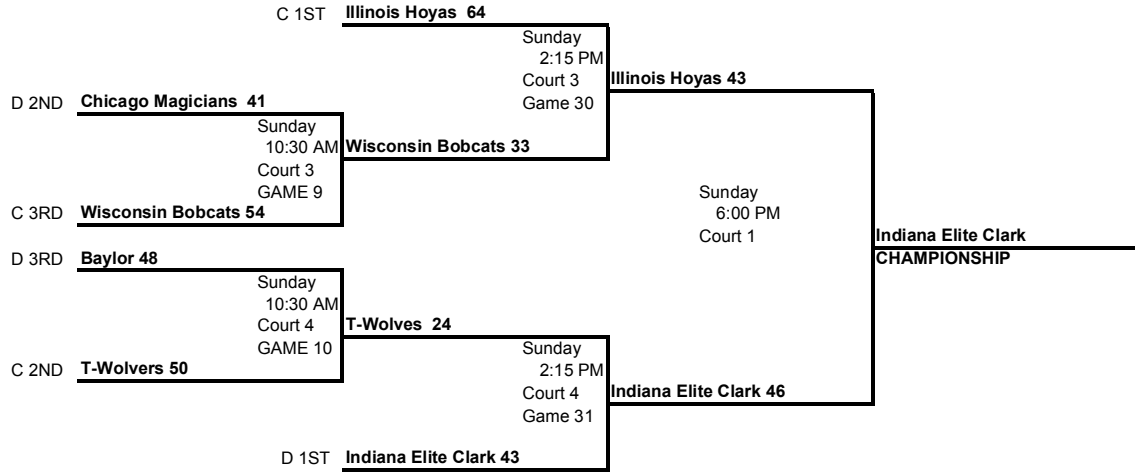 C 1ST Illinois Hoyas 64
Sunday
2:15 PM
Court 3
Game 30
Illinois Hoyas 43
D 2ND Chicago Magicians 41
Sunday
10:30 AM
Court 3
GAME 9
Wisconsin Bobcats 33
C 3RD Wisconsin Bobcats 54
Sunday
6:00 PM
Court 1
Indiana Elite Clark
CHAMPIONSHIP
D 3RD Baylor 48
Sunday
10:30 AM
Court 4
GAME 10
T-Wolves 24
C 2ND T-Wolvers 50
Sunday
2:15 PM
Court 4
Game 31
Indiana Elite Clark 46
D 1ST Indiana Elite Clark 43